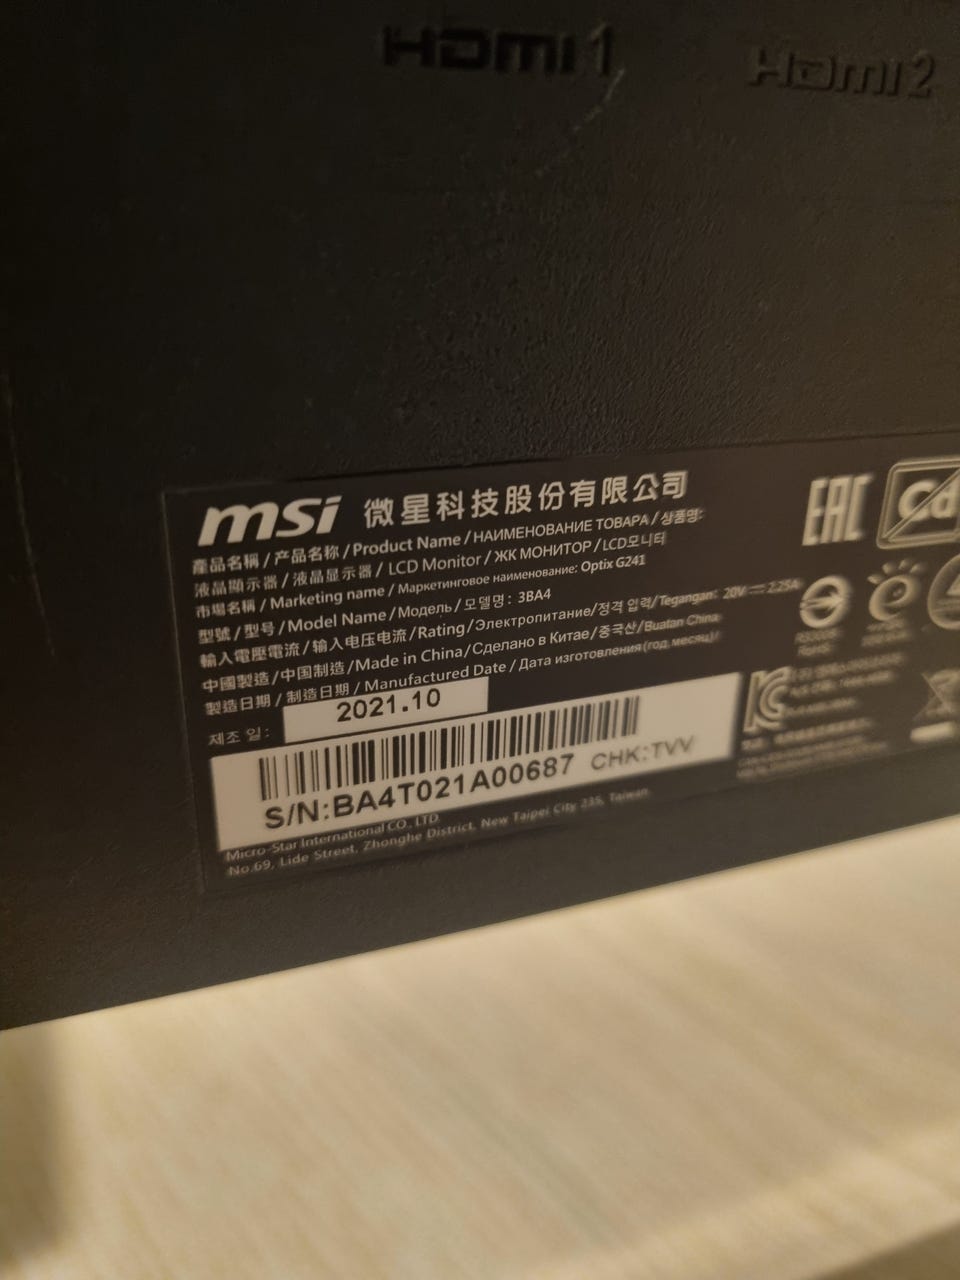 HDMI 1
HDMI 2
msi 微星科技股份有限公司
產品名稱 / 产品名称 / Product Name / НАИМЕНОВАНИЕ ТОВАРА / 상품명:
液晶顯示器 / 液晶显示器 / LCD Monitor / ЖК МОНИТОР / LCD모니터
市場名稱 / Marketing name / Маркетинговое наименование: Optix G241
型號 / 型号 / Model Name / Модель / 모델명 : 3BA4
輸入電壓電流 / 输入电压电流 / Rating / Электропитание / 정격 입력 / Tegangan: 20V ⎓ 2.25A
中國製造 / 中国制造 / Made in China / Сделано в Китае / 중국산 / Buatan China
製造日期 / 制造日期 / Manufactured Date / Дата изготовления (год, месяц) /
제조 일: 2021.10
S/N:BA4T021A00687 CHK:TVV
Micro-Star International CO., LTD.
No.69, Lide Street, Zhonghe District, New Taipei City 235, Taiwan
EAC
Cd